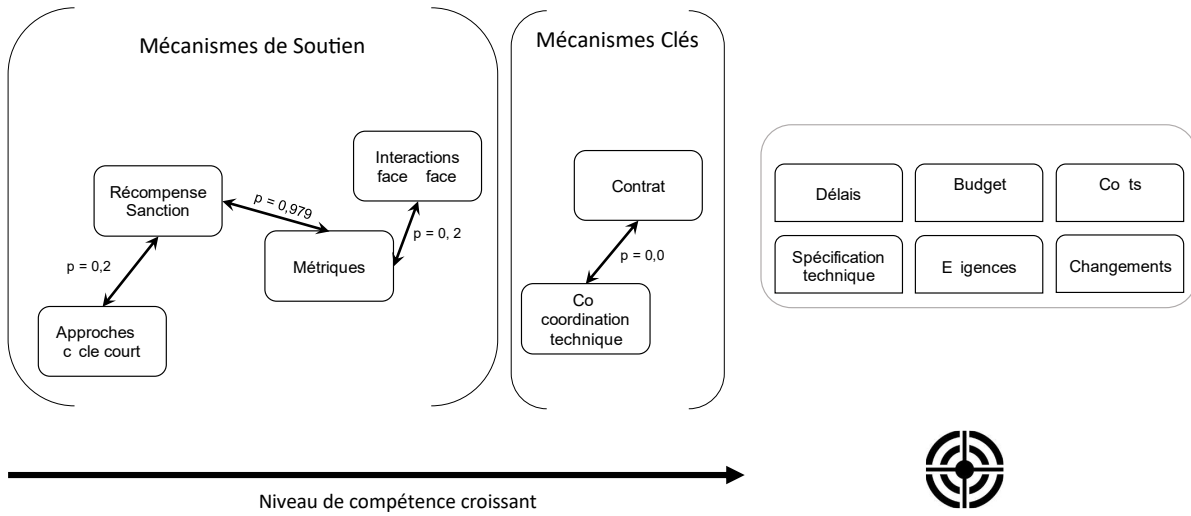 Mécanismes de Soutien
Mécanismes Clés
Interactions
face face
Récompense
Sanction
p = 0,979
Métriques
p = 0, 2
p = 0,2
Approches
c cle court
Contrat
p = 0,0
Co
coordination
technique
Délais
Budget
Co ts
Spécification
technique
E igences
Changements
Niveau de compétence croissant